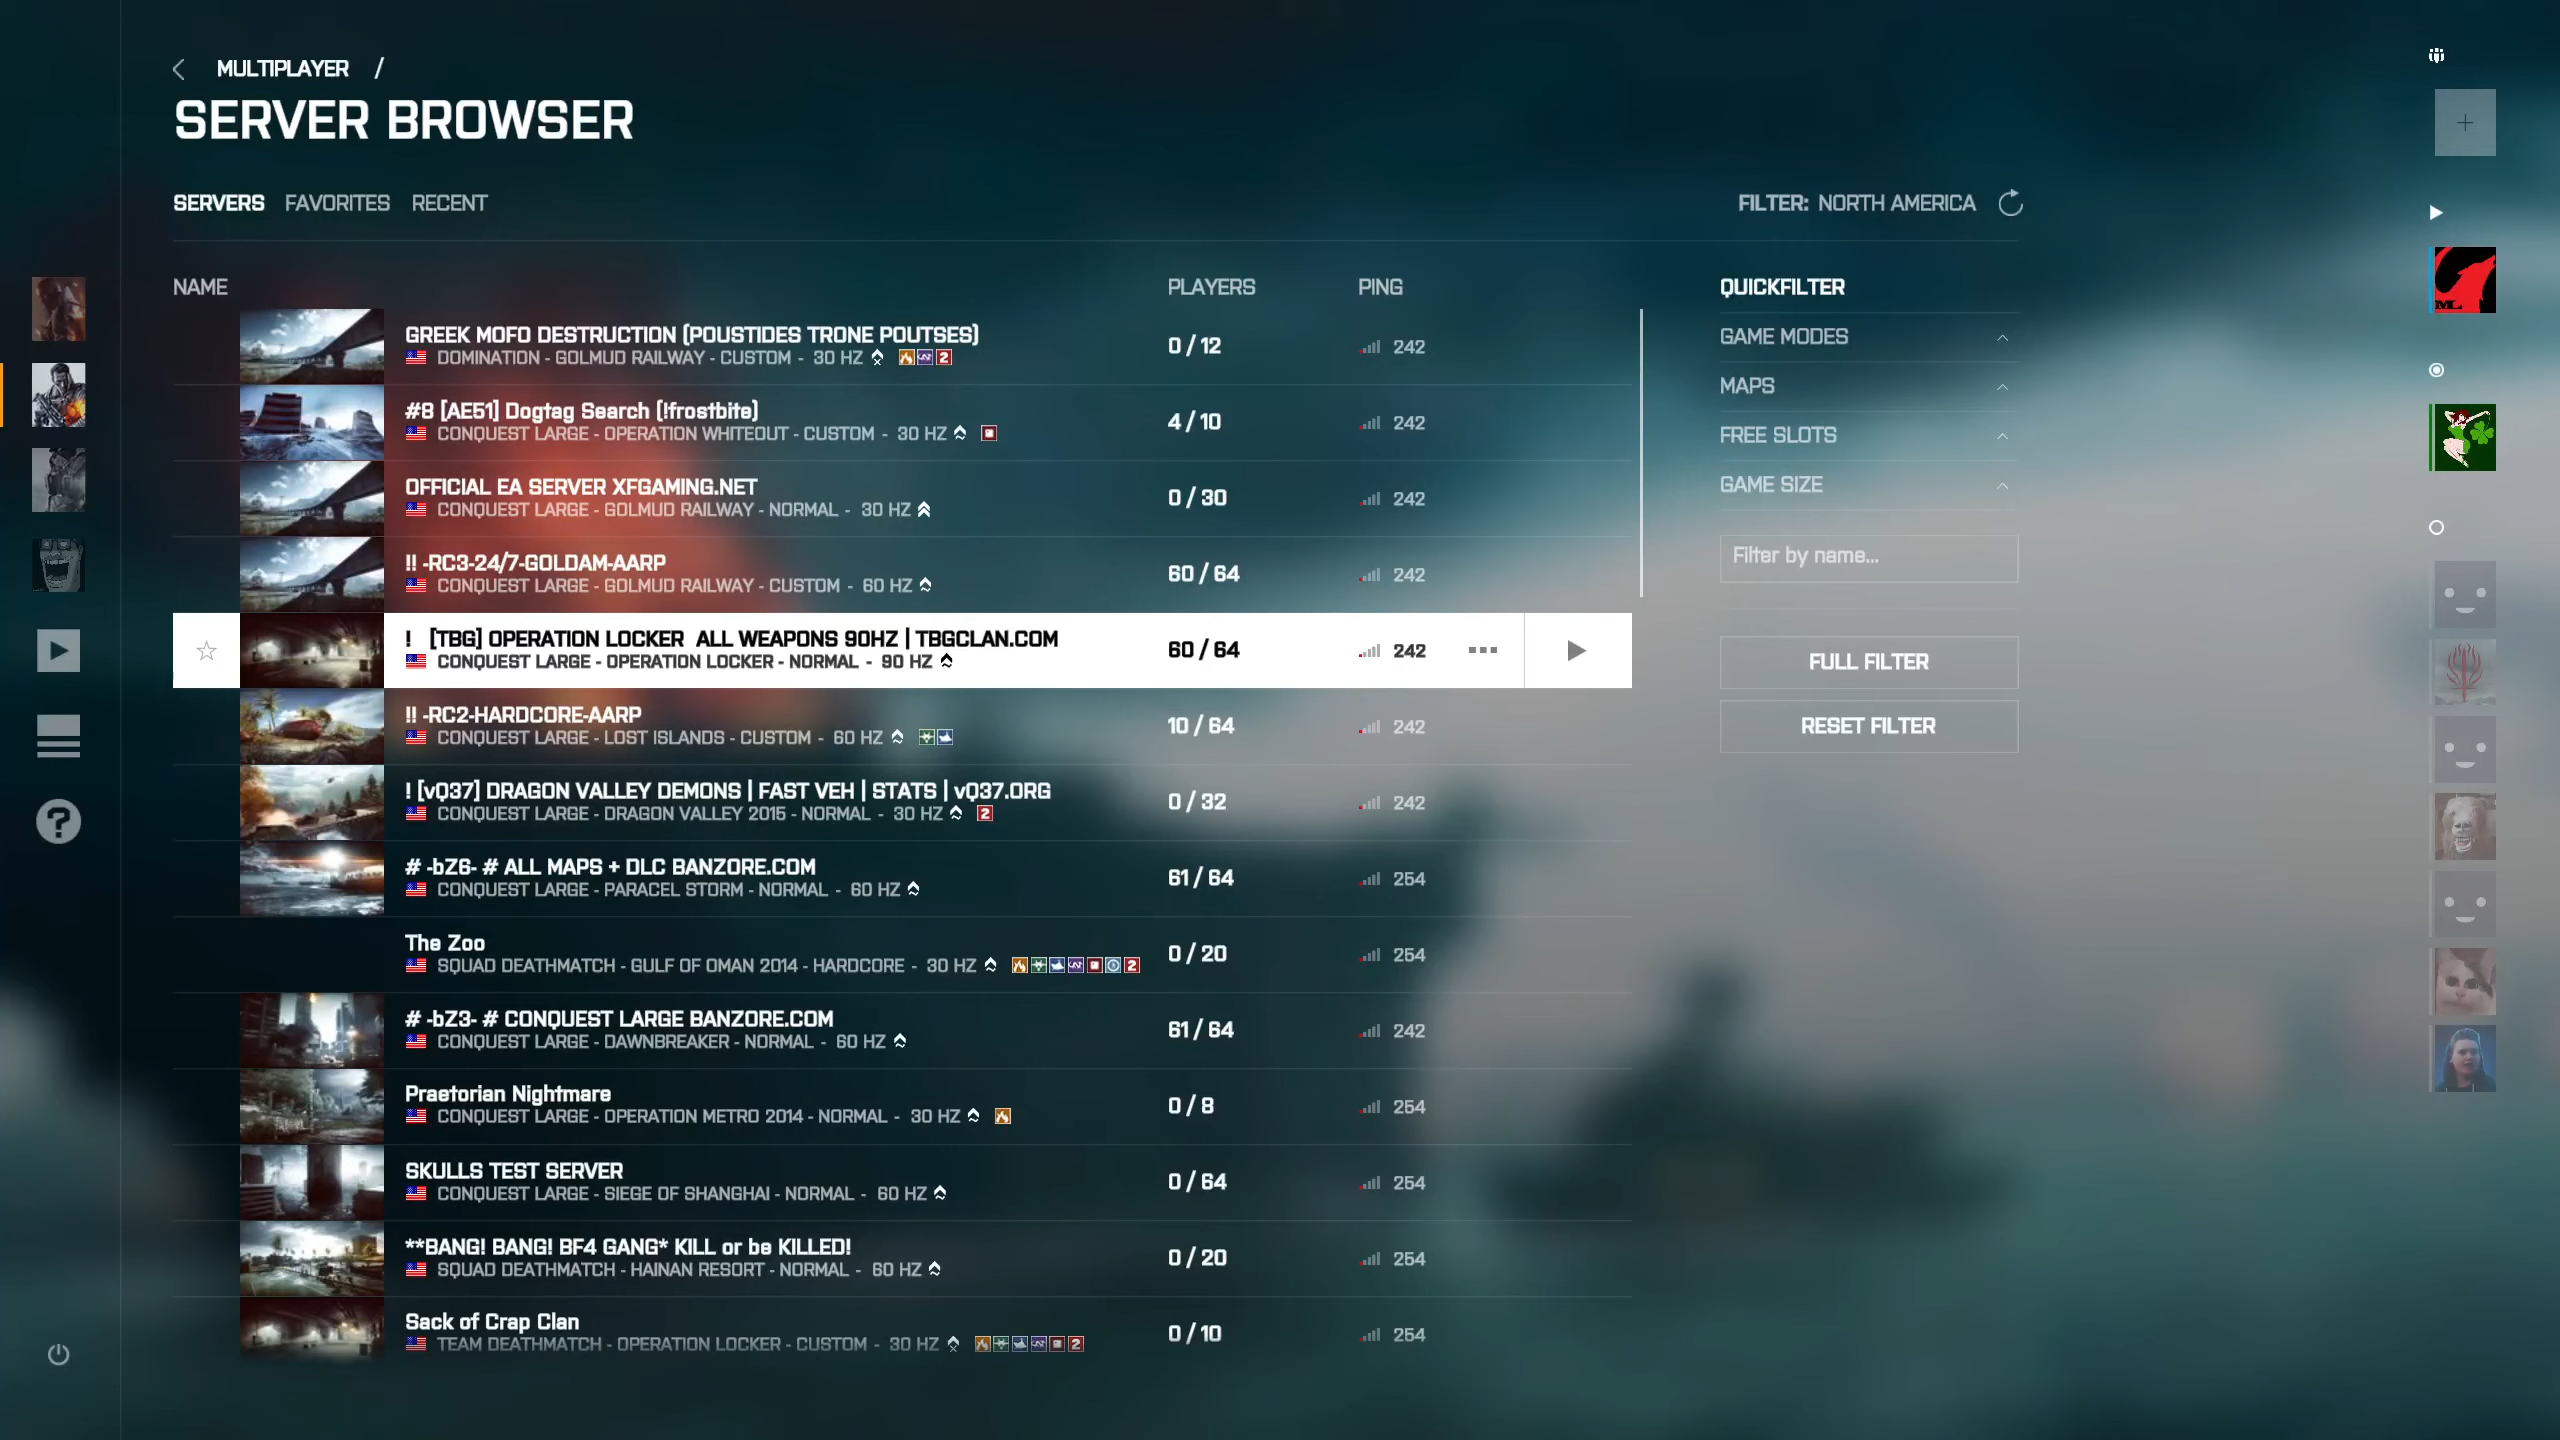 MULTIPLAYER /
SERVER BROWSER
SERVERS FAVORITES RECENT
FILTER: NORTH AMERICA
NAME PLAYERS PING
GREEK MOFO DESTRUCTION (POUSTIDES TRONE POUTSES)
DOMINATION - GOLMUD RAILWAY - CUSTOM - 30 HZ 2
0 / 12 242
#8 [AE51] Dogtag Search (!frostbite)
CONQUEST LARGE - OPERATION WHITEOUT - CUSTOM - 30 HZ
4 / 10 242
OFFICIAL EA SERVER XFGAMING.NET
CONQUEST LARGE - GOLMUD RAILWAY - NORMAL - 30 HZ
0 / 30 242
!! -RC3-24/7-GOLDAM-AARP
CONQUEST LARGE - GOLMUD RAILWAY - CUSTOM - 60 HZ
60 / 64 242
! [TBG] OPERATION LOCKER ALL WEAPONS 90HZ | TBGCLAN.COM
CONQUEST LARGE - OPERATION LOCKER - NORMAL - 90 HZ
60 / 64 242
!! -RC2-HARDCORE-AARP
CONQUEST LARGE - LOST ISLANDS - CUSTOM - 60 HZ
10 / 64 242
! [vQ37] DRAGON VALLEY DEMONS | FAST VEH | STATS | vQ37.ORG
CONQUEST LARGE - DRAGON VALLEY 2015 - NORMAL - 30 HZ 2
0 / 32 242
# -bZ6- # ALL MAPS + DLC BANZORE.COM
CONQUEST LARGE - PARACEL STORM - NORMAL - 60 HZ
61 / 64 254
The Zoo
SQUAD DEATHMATCH - GULF OF OMAN 2014 - HARDCORE - 30 HZ 2
0 / 20 254
# -bZ3- # CONQUEST LARGE BANZORE.COM
CONQUEST LARGE - DAWNBREAKER - NORMAL - 60 HZ
61 / 64 242
Praetorian Nightmare
CONQUEST LARGE - OPERATION METRO 2014 - NORMAL - 30 HZ
0 / 8 254
SKULLS TEST SERVER
CONQUEST LARGE - SIEGE OF SHANGHAI - NORMAL - 60 HZ
0 / 64 254
**BANG! BANG! BF4 GANG* KILL or be KILLED!
SQUAD DEATHMATCH - HAINAN RESORT - NORMAL - 60 HZ
0 / 20 254
Sack of Crap Clan
TEAM DEATHMATCH - OPERATION LOCKER - CUSTOM - 30 HZ 2
0 / 10 254
QUICKFILTER
GAME MODES
MAPS
FREE SLOTS
GAME SIZE
Filter by name...
FULL FILTER
RESET FILTER
?
M.